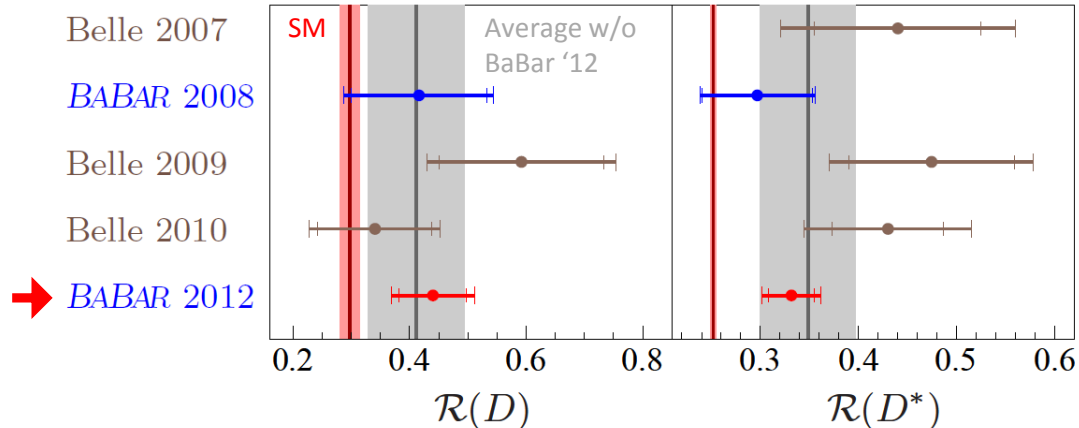 Belle 2007
BABAR 2008
Belle 2009
Belle 2010
BABAR 2012
SM
Average w/o
BaBar ‘12
0.2 0.4 0.6 0.8 0.3 0.4 0.5 0.6
R(D) R(D*)